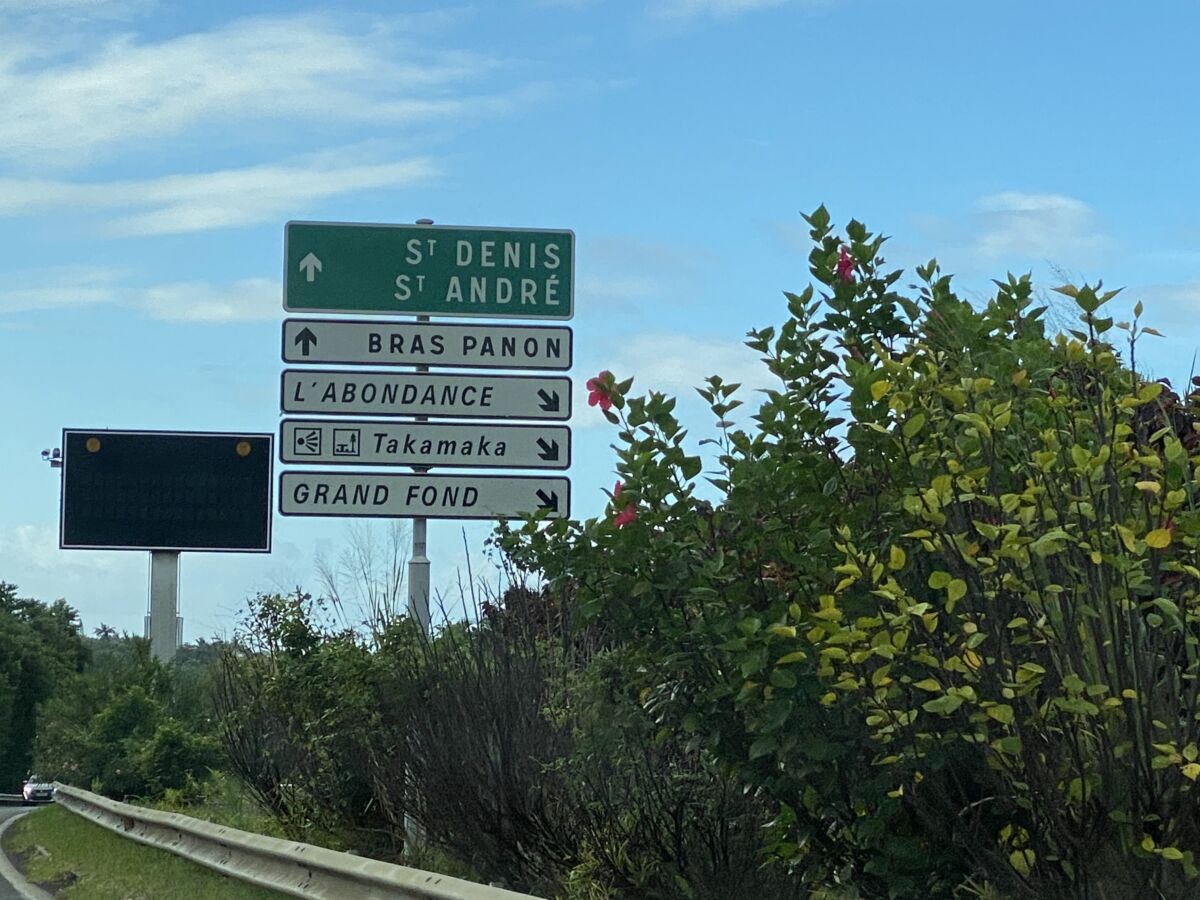 ST DENIS
ST ANDRÉ
BRAS PANON
L'ABONDANCE
Takamaka
GRAND FOND